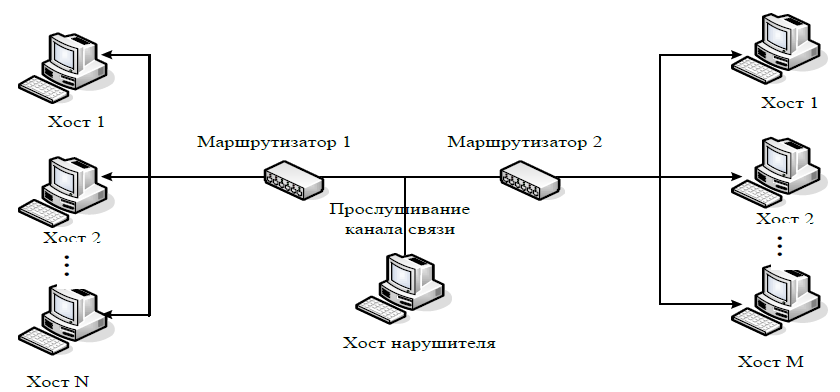 Хост 1
Хост 1
Маршрутизатор 1
Маршрутизатор 2
Прослушивание
канала связи
Хост 2
Хост 2
Хост нарушителя
Хост M
Хост N